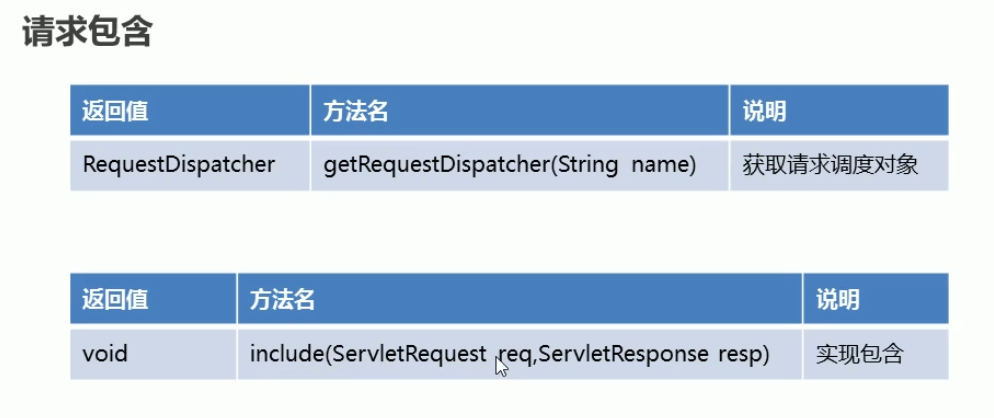 请求包含
返回值 方法名 说明
RequestDispatcher getRequestDispatcher(String name) 获取请求调度对象
返回值 方法名 说明
void include(ServletRequest req,ServletResponse resp) 实现包含